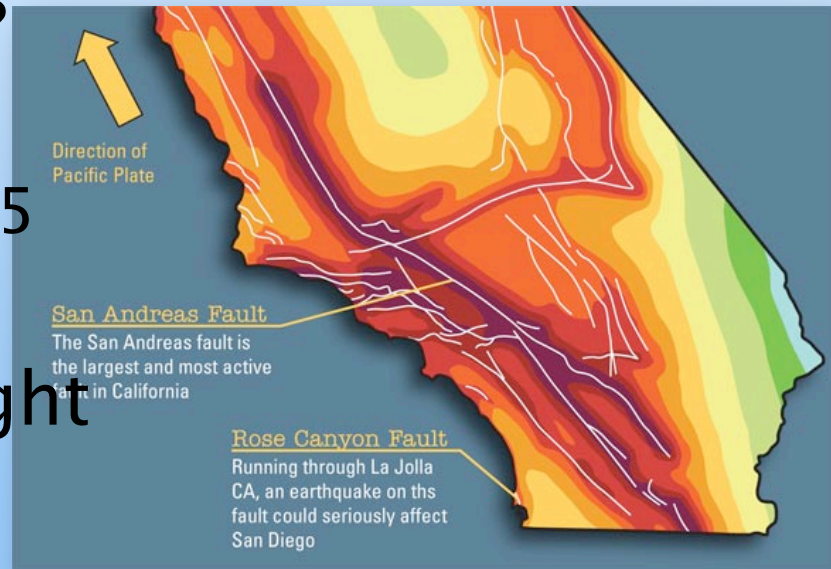 Direction of
Pacific Plate
5
San Andreas Fault
The San Andreas fault is
the largest and most active
fault in California
ght
Rose Canyon Fault
Running through La Jolla
CA, an earthquake on ths
fault could seriously affect
San Diego